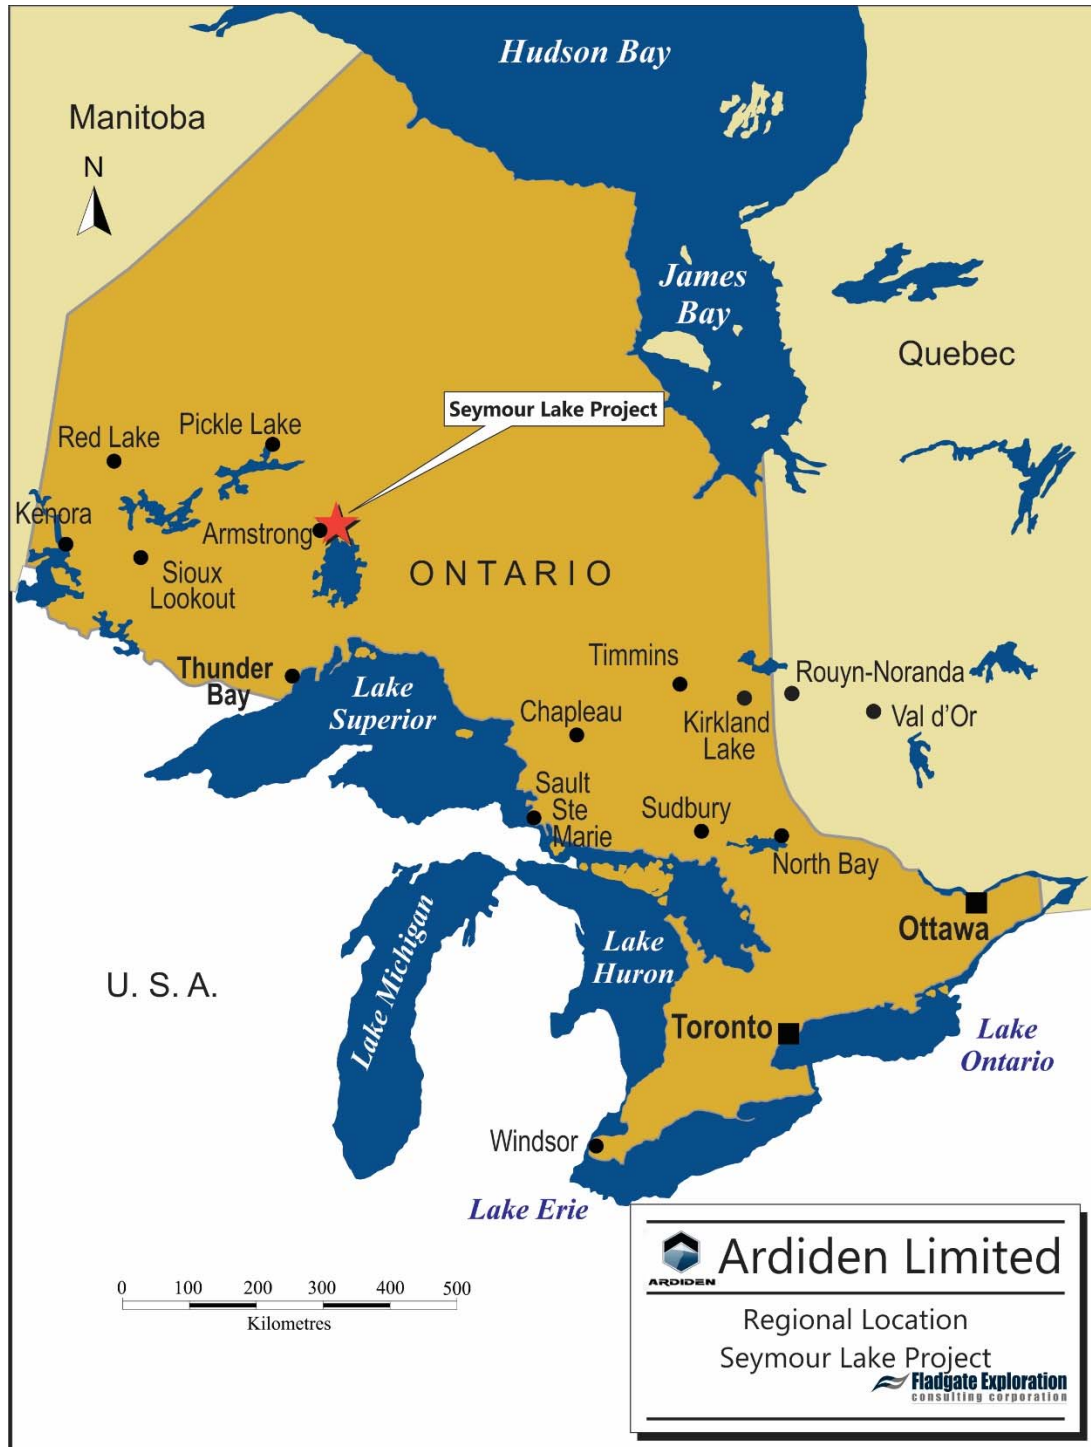 Hudson Bay
Manitoba
N
James
Bay
Quebec
Seymour Lake Project
Pickle Lake
Red Lake
Kenora
Armstrong
ONTARIO
Sioux
Lookout
Timmins
Thunder
Bay
Rouyn-Noranda
Lake
Superior
Chapleau
Kirkland
Lake
Val d'Or
Sault
Ste
Marie
Sudbury
North Bay
Lake Michigan
Ottawa
Lake
Huron
U. S. A.
Toronto
Lake
Ontario
Windsor
Lake Erie
0 100 200 300 400 500
Kilometres
ARDIDEN
Ardiden Limited
Regional Location
Seymour Lake Project
Fladgate Exploration
consulting corporation